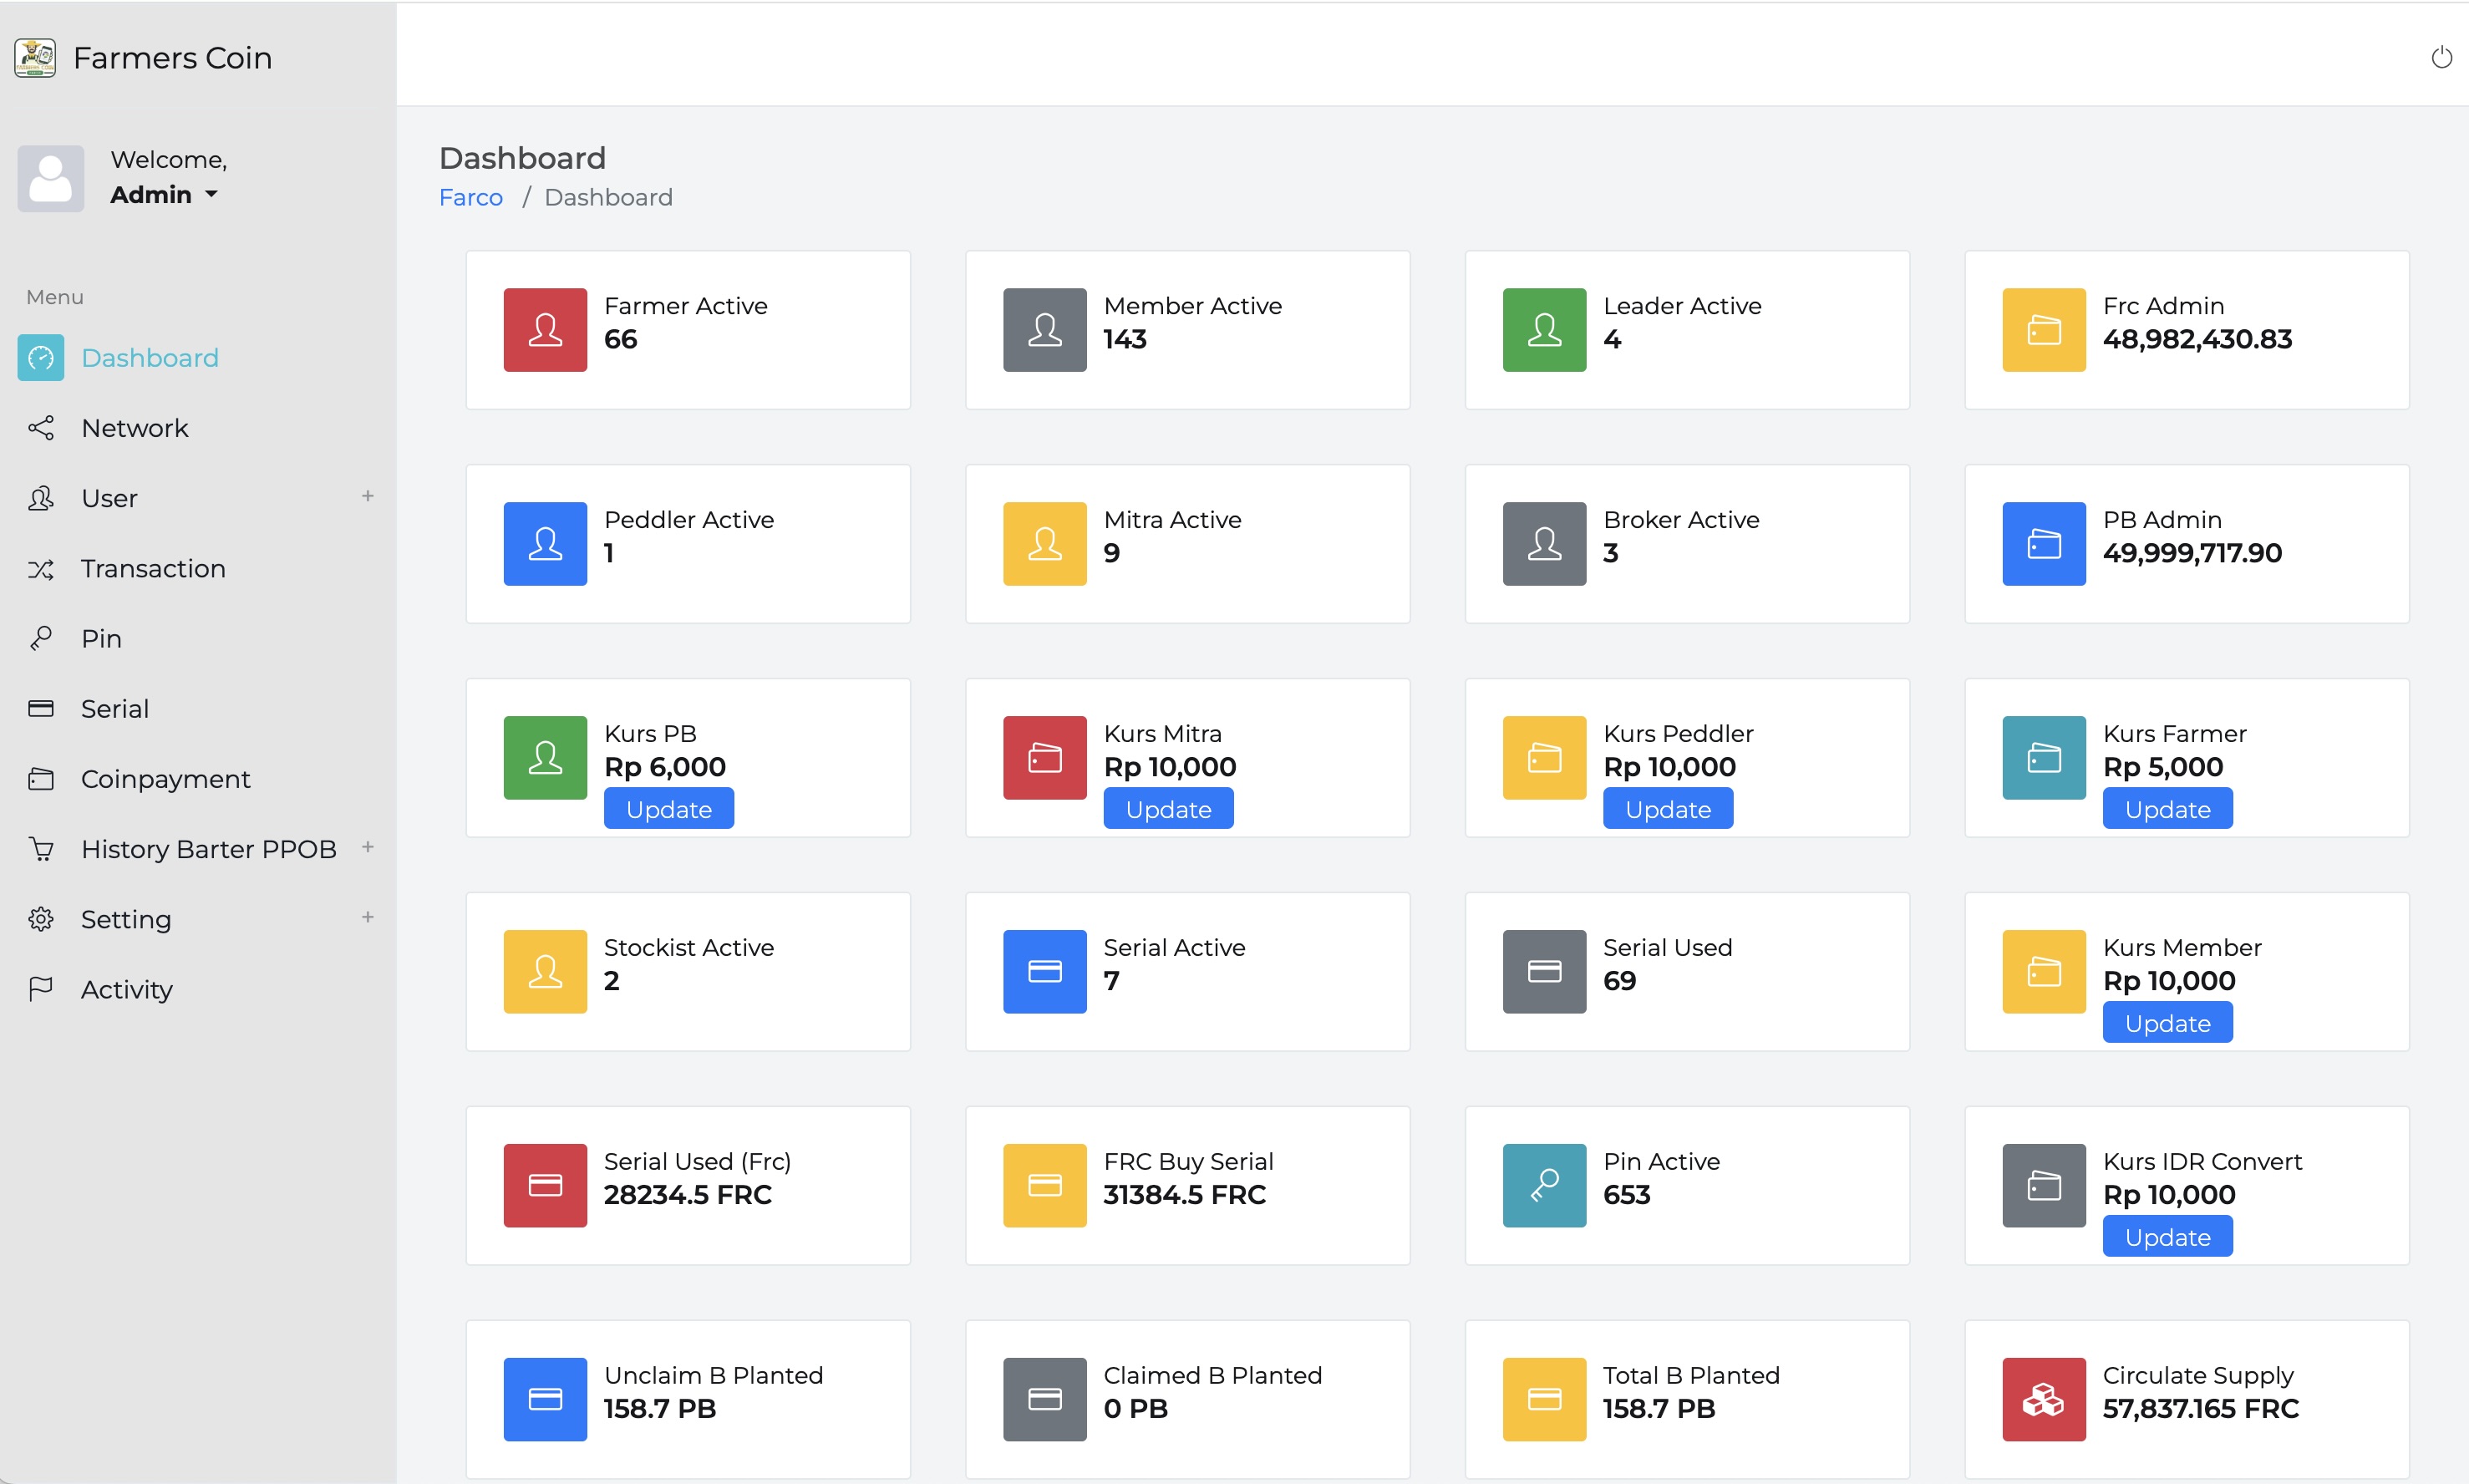 Farmers Coin
Welcome,
Admin
Menu
Dashboard
Network
User +
Transaction
Pin
Serial
Coinpayment
History Barter PPOB +
Setting +
Activity
Dashboard
Farco / Dashboard
Farmer Active
66
Member Active
143
Leader Active
4
Frc Admin
48,982,430.83
Peddler Active
1
Mitra Active
9
Broker Active
3
PB Admin
49,999,717.90
Kurs PB
Rp 6,000
Update
Kurs Mitra
Rp 10,000
Update
Kurs Peddler
Rp 10,000
Update
Kurs Farmer
Rp 5,000
Update
Stockist Active
2
Serial Active
7
Serial Used
69
Kurs Member
Rp 10,000
Update
Serial Used (Frc)
28234.5 FRC
FRC Buy Serial
31384.5 FRC
Pin Active
653
Kurs IDR Convert
Rp 10,000
Update
Unclaim B Planted
158.7 PB
Claimed B Planted
0 PB
Total B Planted
158.7 PB
Circulate Supply
57,837.165 FRC